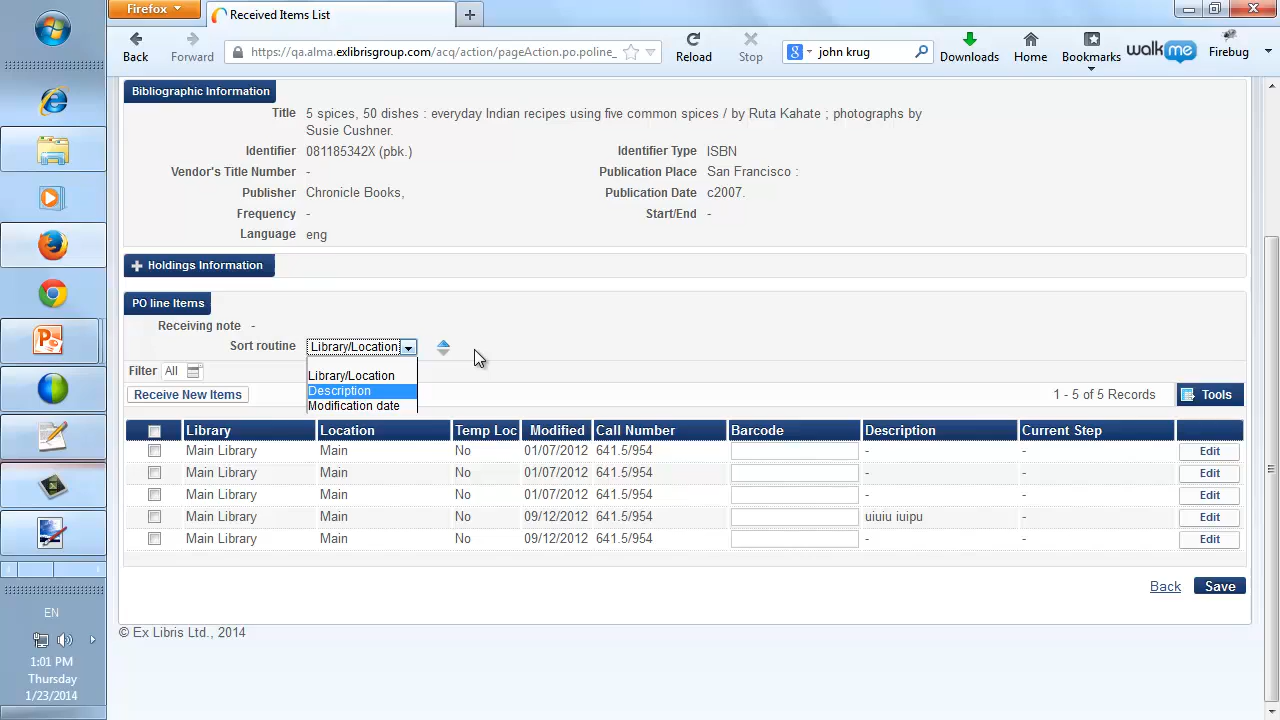 Firefox
Received Items List
Back
Forward
https://qa.alma.exlibrisgroup.com/acq/action/pageAction.po.poline_
Reload
Stop
john krug
Downloads
Home
Bookmarks
walkme
Firebug
Bibliographic Information
Title 5 spices, 50 dishes : everyday Indian recipes using five common spices / by Ruta Kahate ; photographs by
Susie Cushner.
Identifier 081185342X (pbk.) Identifier Type ISBN
Vendor's Title Number - Publication Place San Francisco :
Publisher Chronicle Books, Publication Date c2007.
Frequency - Start/End -
Language eng
Holdings Information
PO line Items
Receiving note -
Sort routine Library/Location
Library/Location
Description
Modification date
Filter All
Receive New Items 1 - 5 of 5 Records Tools
Library Location Temp Loc Modified Call Number Barcode Description Current Step
Main Library Main No 01/07/2012 641.5/954 - - Edit
Main Library Main No 01/07/2012 641.5/954 - - Edit
Main Library Main No 01/07/2012 641.5/954 - - Edit
Main Library Main No 09/12/2012 641.5/954 uiuiu iuipu - Edit
Main Library Main No 09/12/2012 641.5/954 - - Edit
Back Save
© Ex Libris Ltd., 2014
EN
1:01 PM
Thursday
1/23/2014